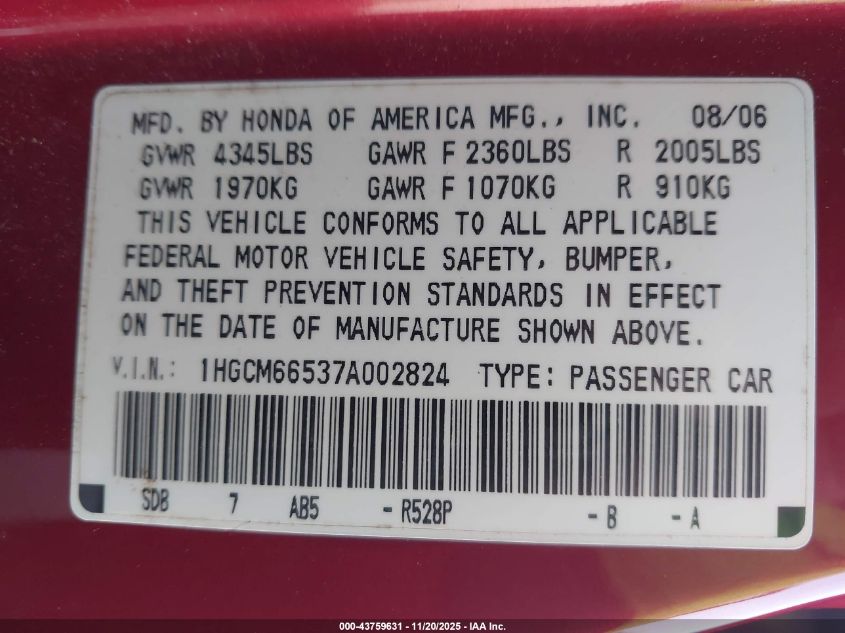 MFD. BY HONDA OF AMERICA MFG., INC. 08/06
GVWR 4345LBS GAWR F 2360LBS R 2005LBS
GVWR 1970KG GAWR F 1070KG R 910KG
THIS VEHICLE CONFORMS TO ALL APPLICABLE
FEDERAL MOTOR VEHICLE SAFETY, BUMPER,
AND THEFT PREVENTION STANDARDS IN EFFECT
ON THE DATE OF MANUFACTURE SHOWN ABOVE.
V.I.N.: 1HGCM66537A002824 TYPE: PASSENGER CAR
SDB 7 AB5 - R528P - B - A
000-43759631 - 11/20/2025 - IAA Inc.